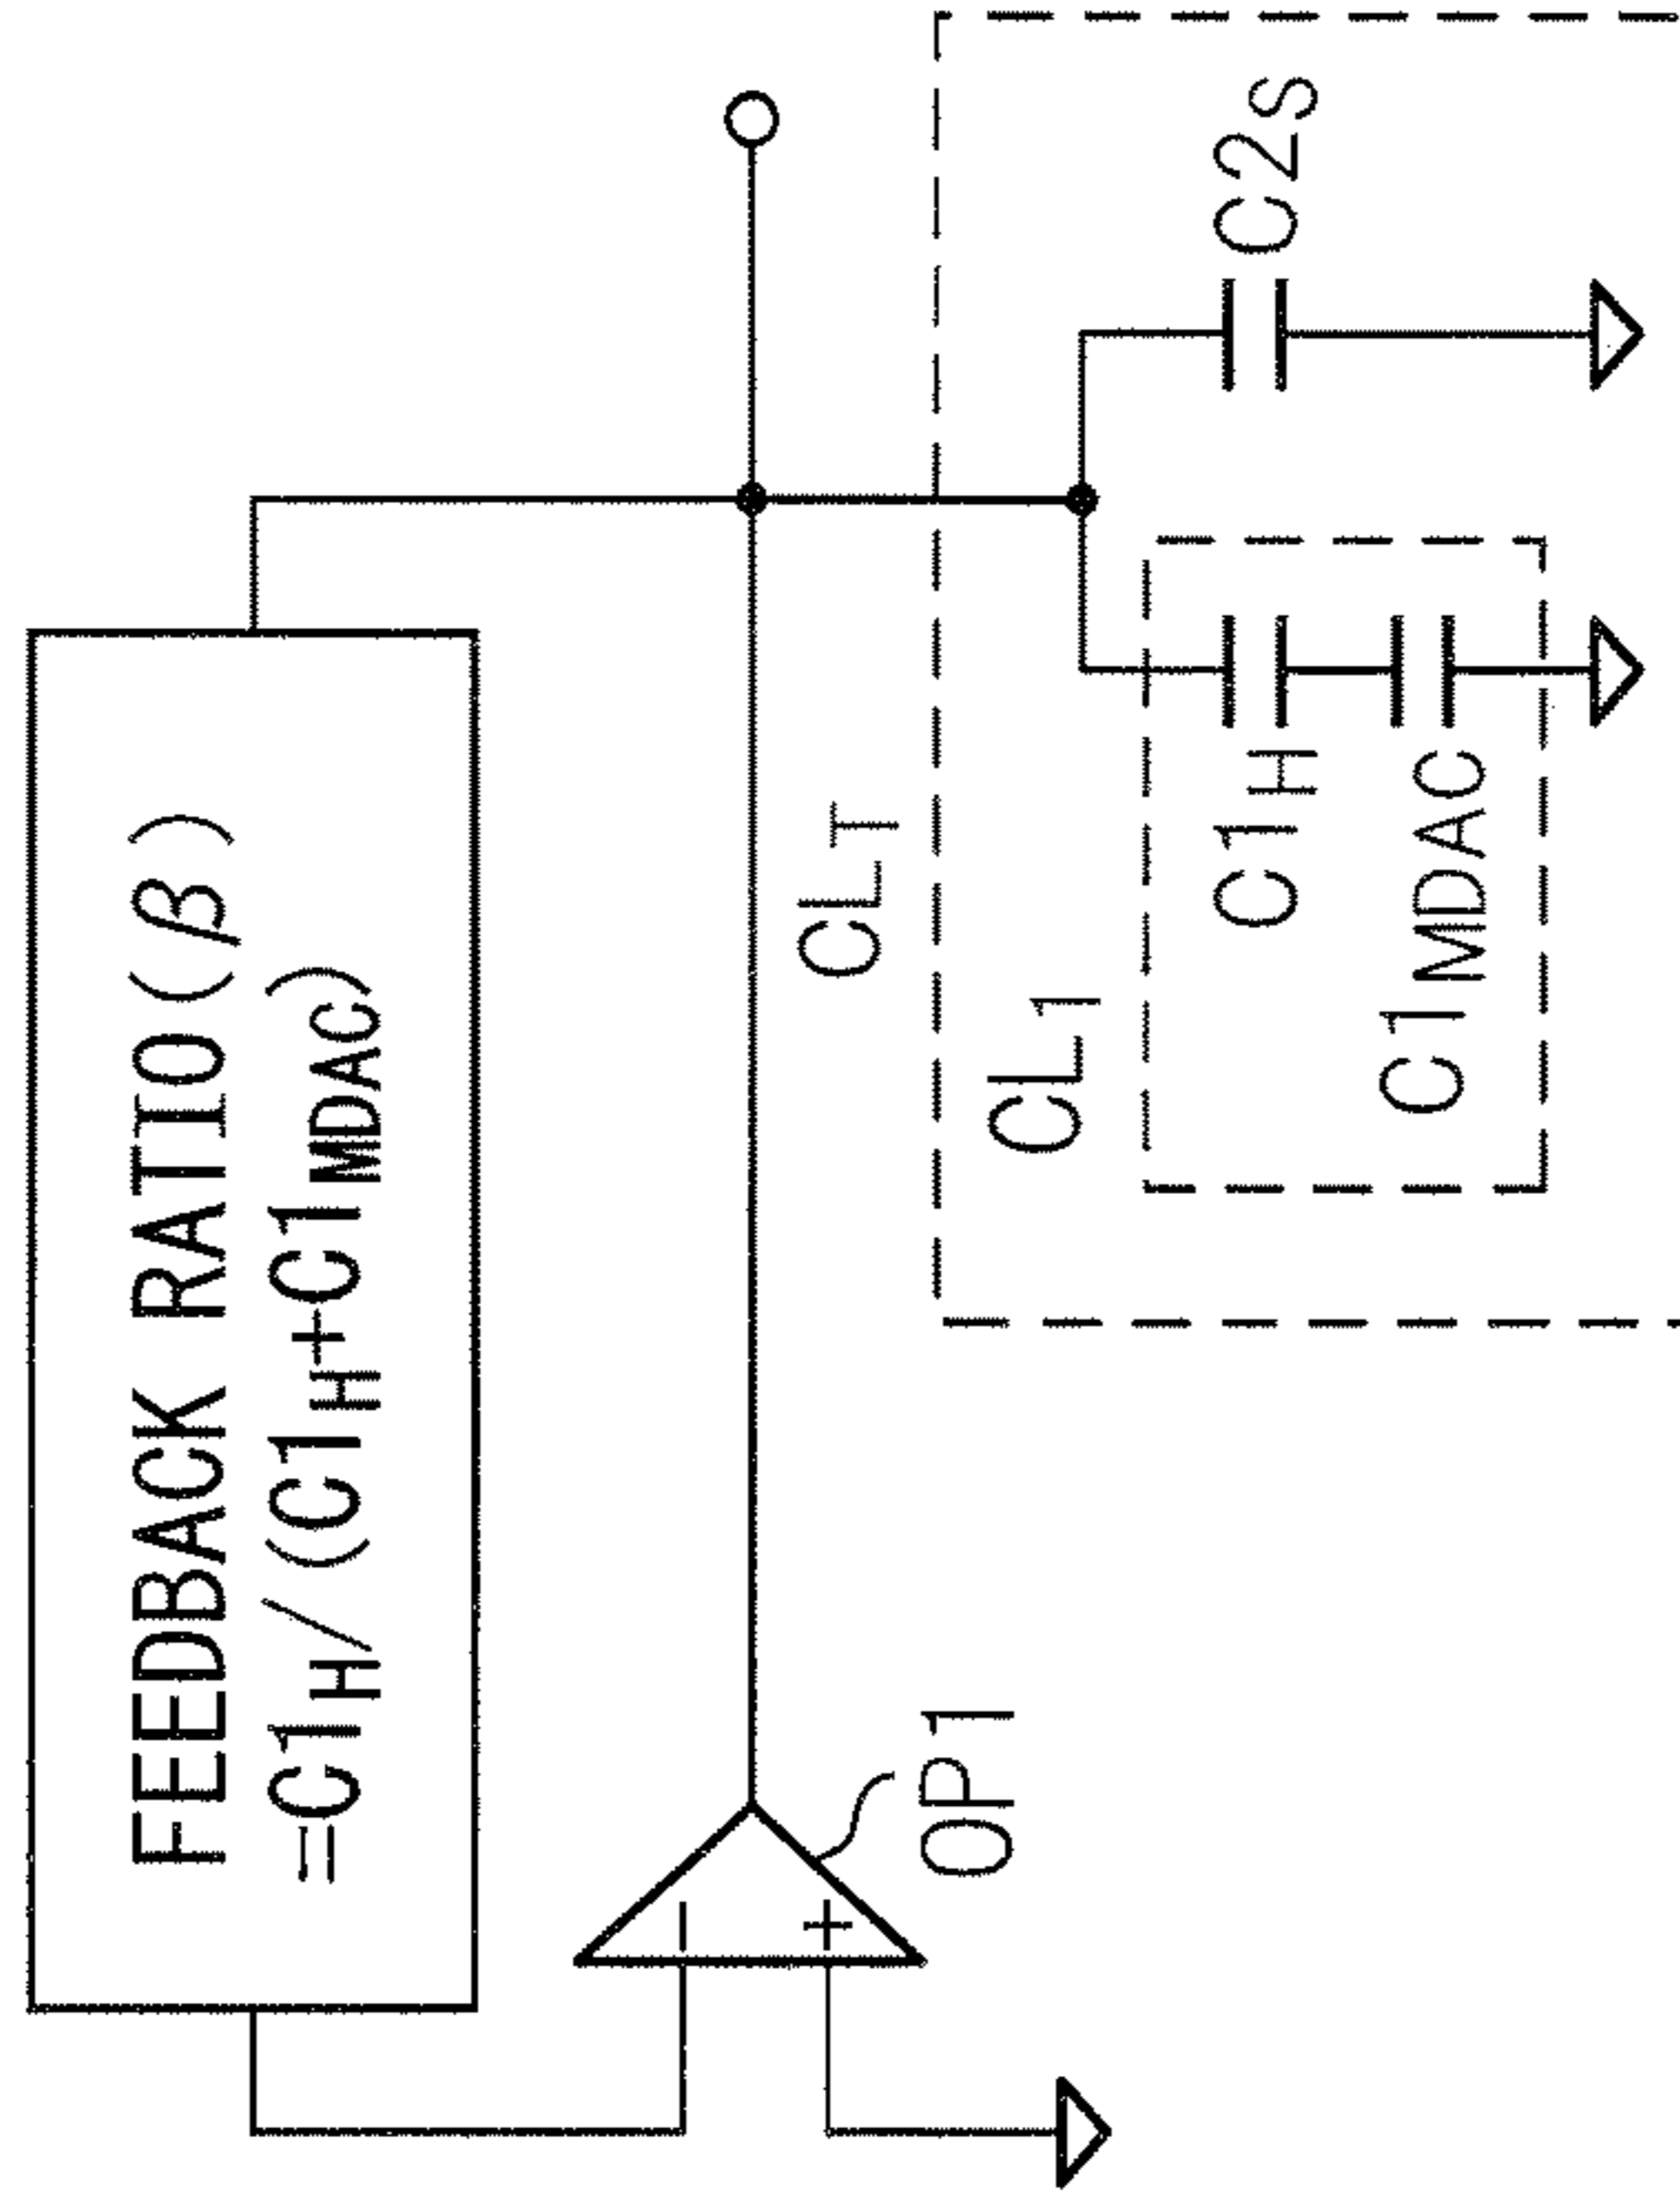 FEEDBACK RATIO(β)
=C1H/(C1H+C1MDAC)
OP1
CLT
CL1
C1H
C1MDAC
C2S
−
+